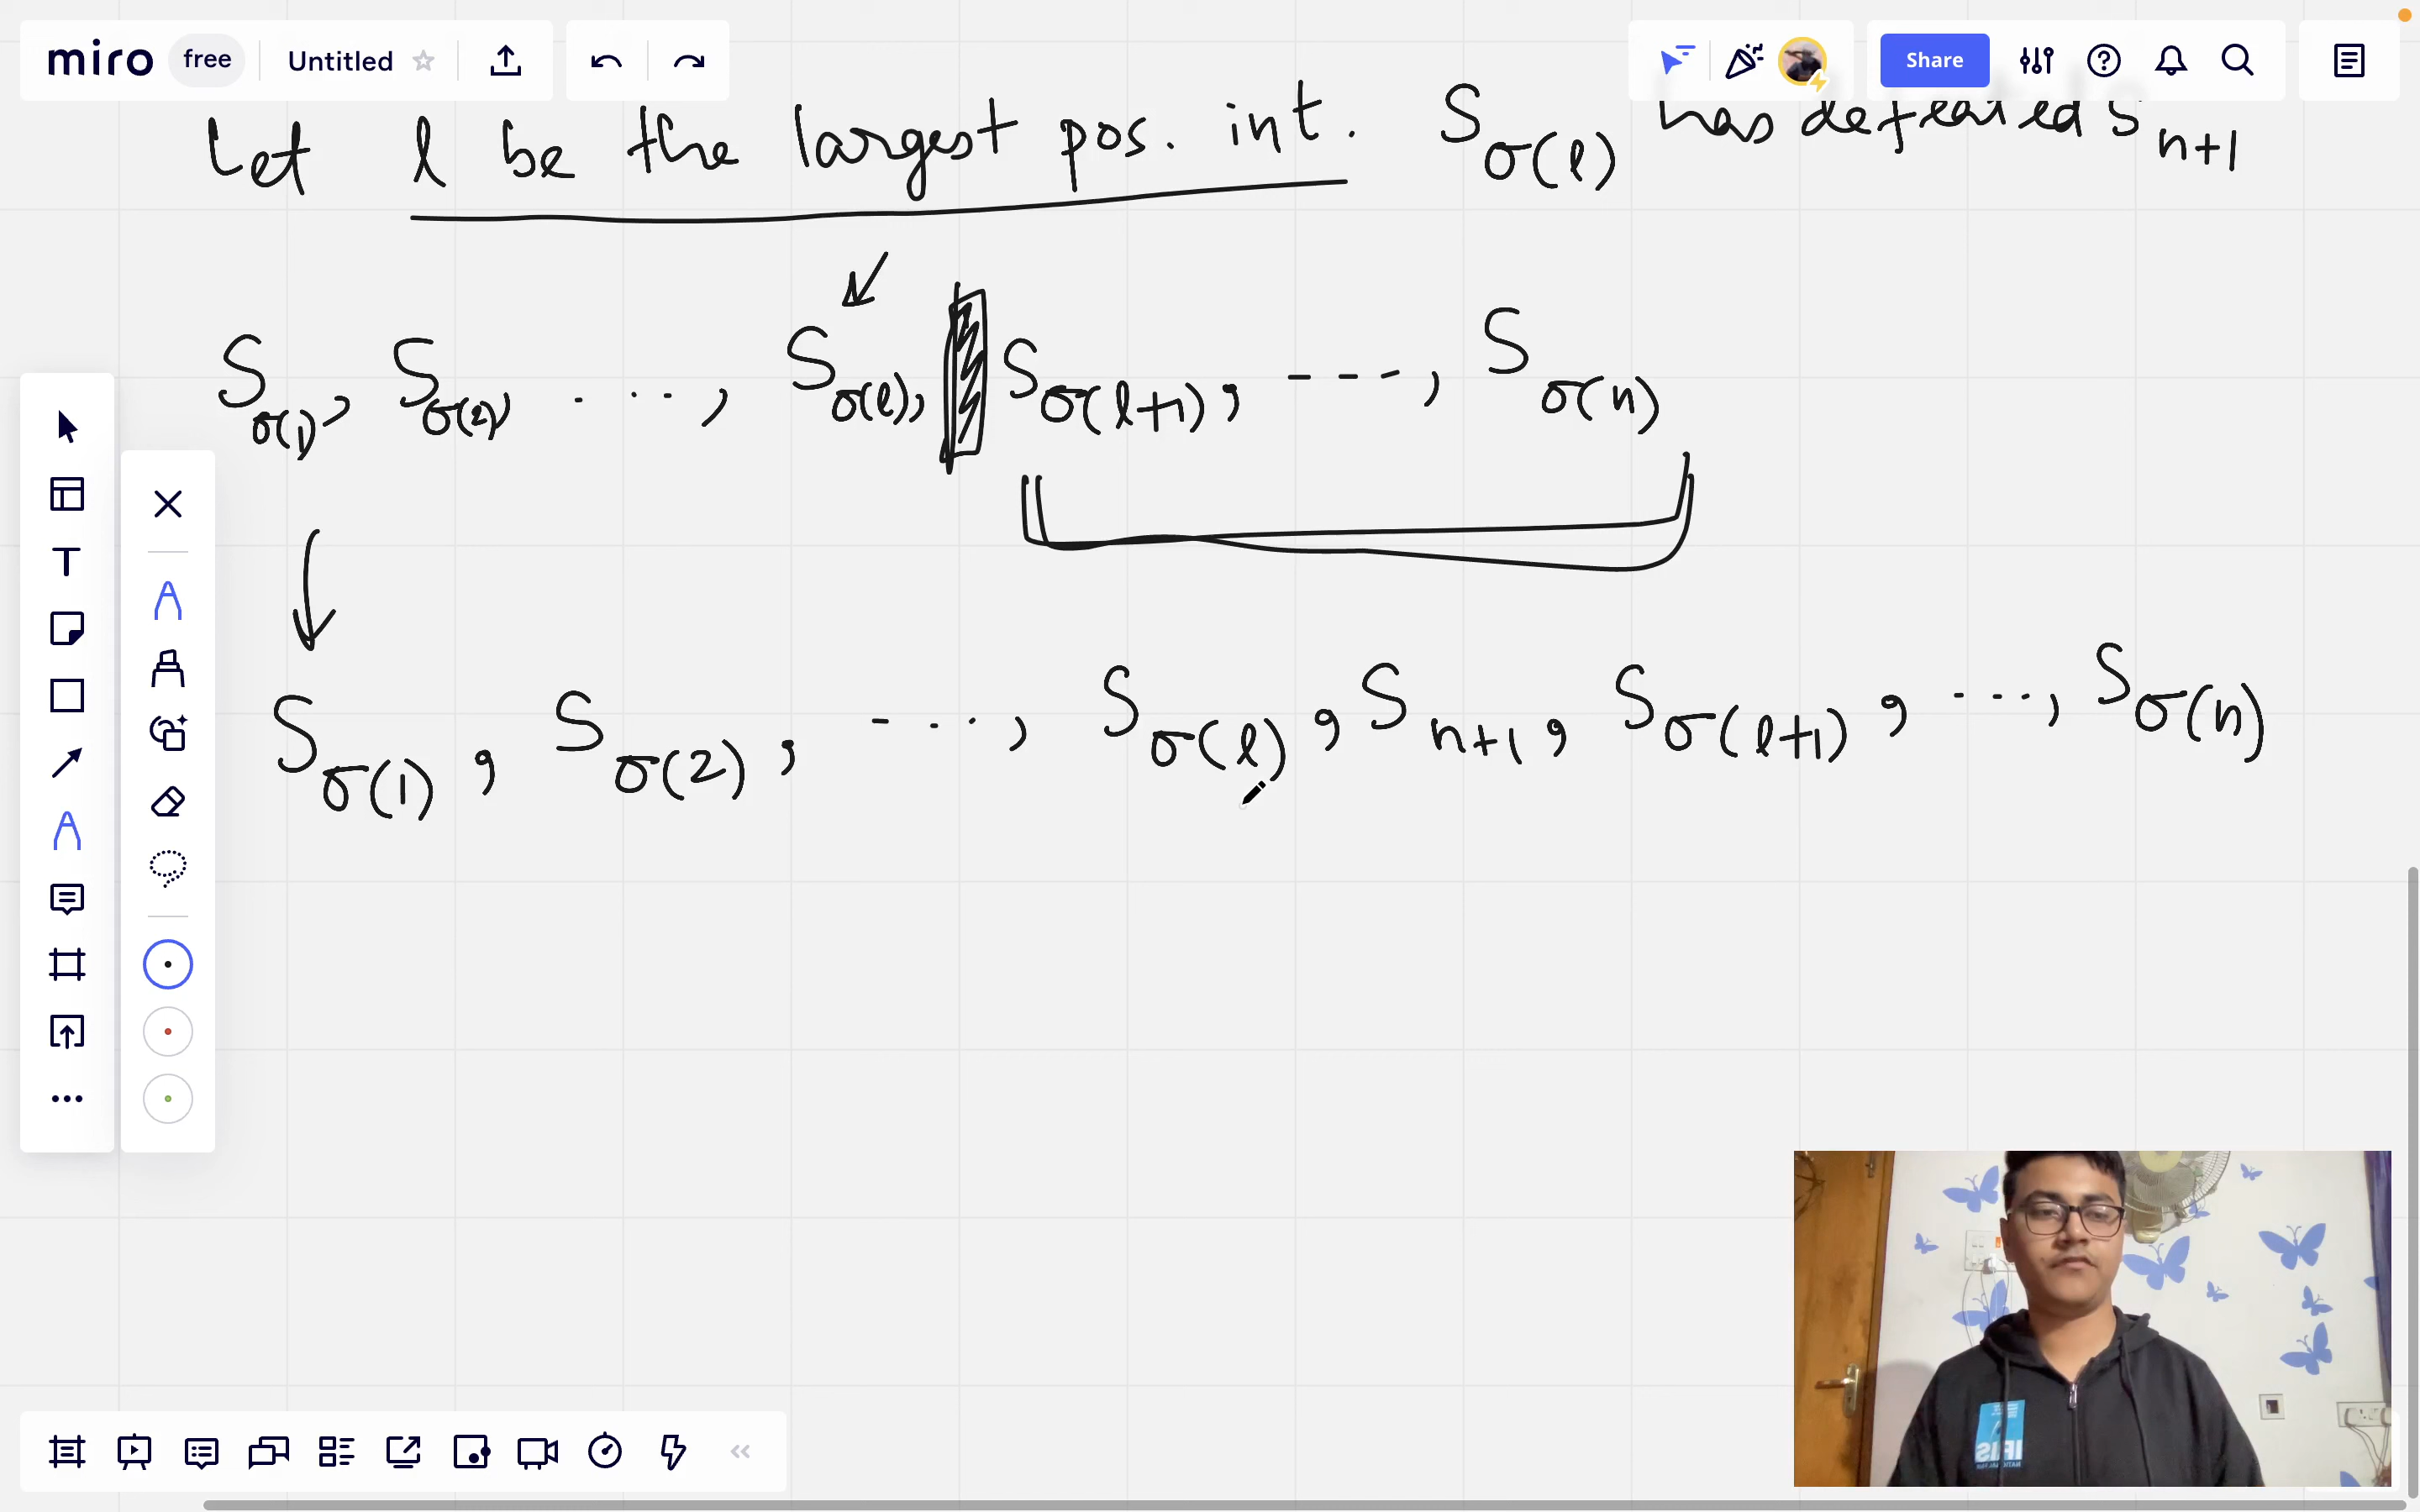 miro free Untitled Share
Let l be the largest pos. int. S_σ(l) has defeated S_n+1
S_σ(1), S_σ(2) ...., S_σ(l), S_σ(l+1), ---, S_σ(n)
S_σ(1), S_σ(2), ----, S_σ(l), S_n+1, S_σ(l+1), ----, S_σ(n)
T